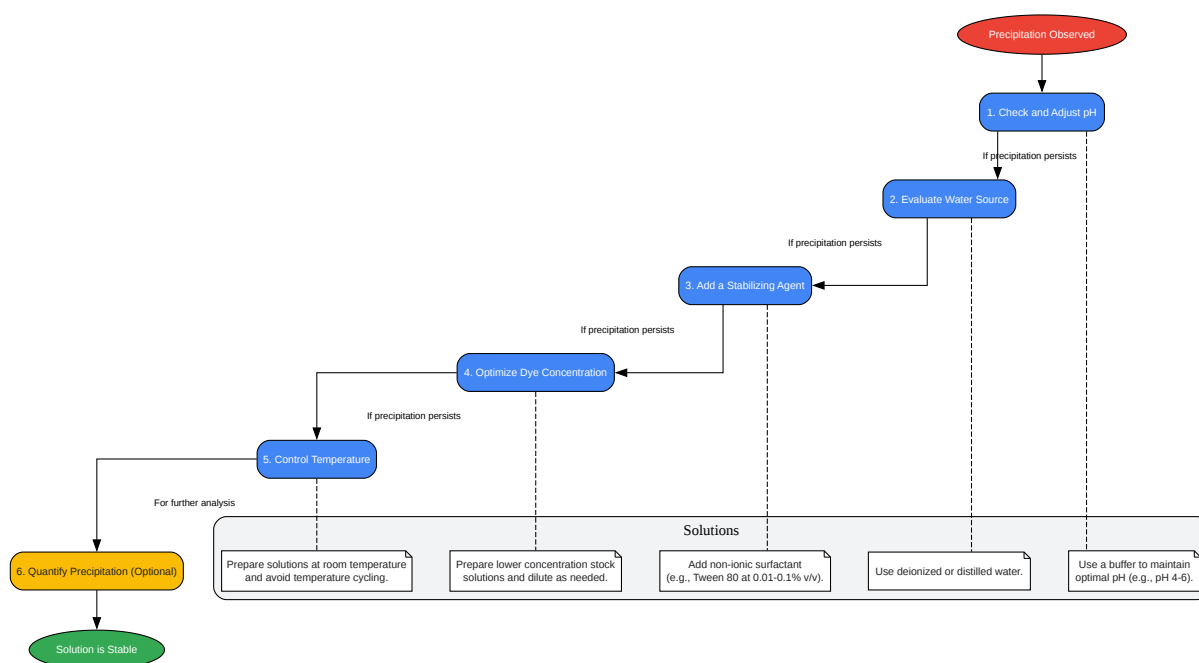 Precipitation Observed
1. Check and Adjust pH
If precipitation persists
2. Evaluate Water Source
If precipitation persists
3. Add a Stabilizing Agent
If precipitation persists
4. Optimize Dye Concentration
If precipitation persists
5. Control Temperature
For further analysis
Solutions
Prepare solutions at room temperature
and avoid temperature cycling.
Prepare lower concentration stock
solutions and dilute as needed.
Add non-ionic surfactant
(e.g., Tween 80 at 0.01-0.1% v/v).
Use deionized or distilled water.
Use a buffer to maintain
optimal pH (e.g., pH 4-6).
6. Quantify Precipitation (Optional)
Solution is Stable